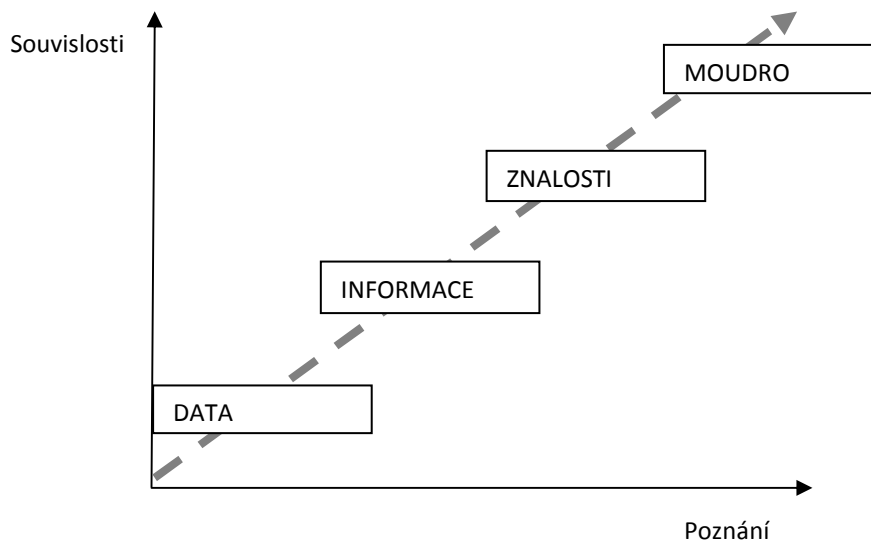 Souvislosti
MOUDRO
ZNALOSTI
INFORMACE
DATA
Poznání